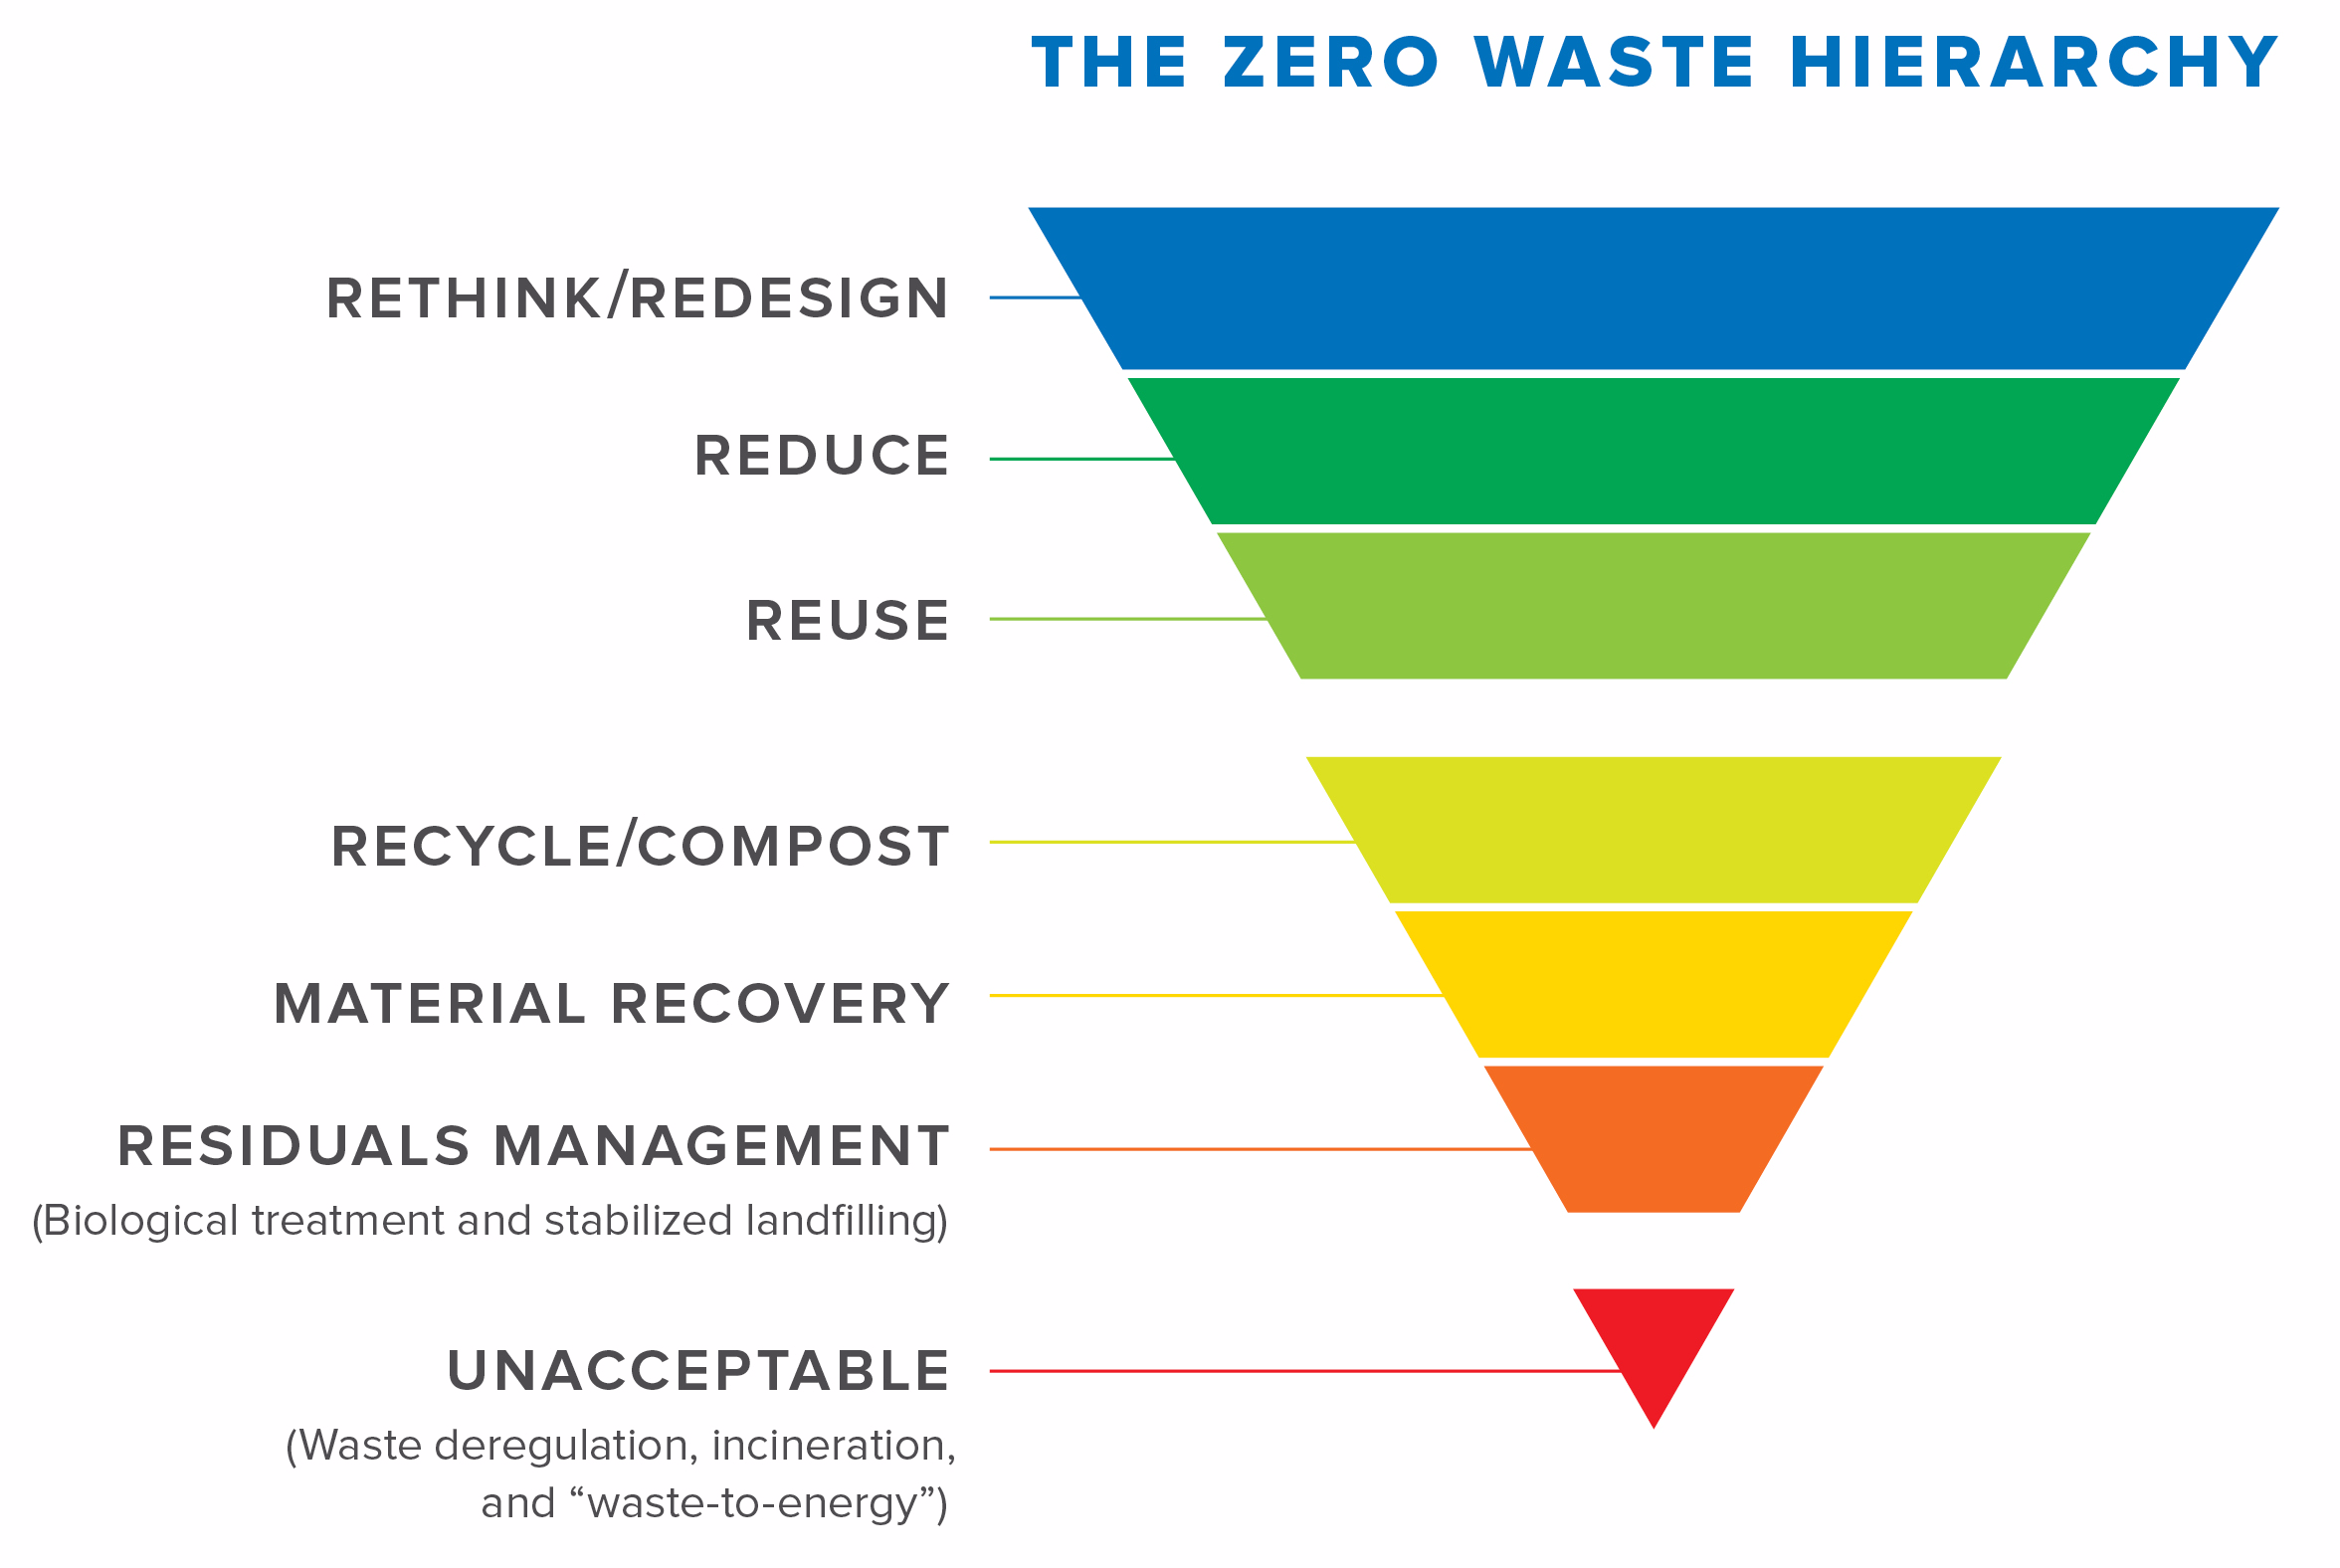 THE ZERO WASTE HIERARCHY
RETHINK/REDESIGN
REDUCE
REUSE
RECYCLE/COMPOST
MATERIAL RECOVERY
RESIDUALS MANAGEMENT
(Biological treatment and stabilized landfilling)
UNACCEPTABLE
(Waste deregulation, incineration,
and “waste-to-energy”)